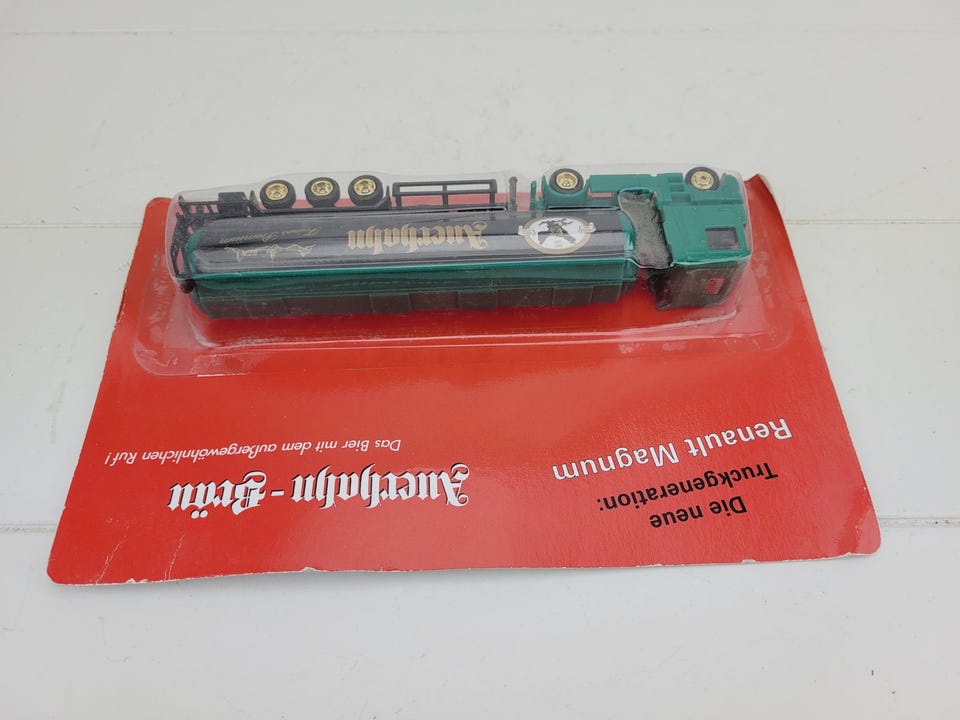 Auerhahn - Bräu
Das Bier mit dem außergewöhnlichen Ruf!
Die neue
Truckgeneration:
Renault Magnum
Auerhahn